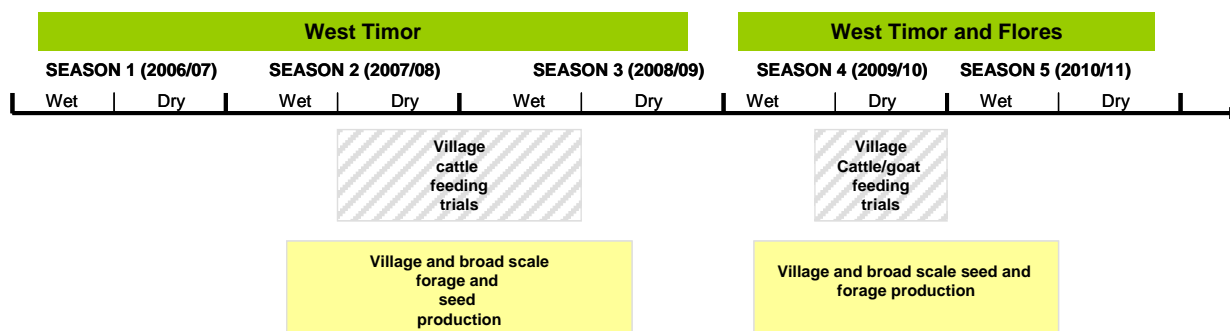 West Timor
West Timor and Flores
SEASON 1 (2006/07)
SEASON 2 (2007/08)
SEASON 3 (2008/09)
SEASON 4 (2009/10)
SEASON 5 (2010/11)
Wet
Dry
Wet
Dry
Wet
Dry
Wet
Dry
Wet
Dry
Village
cattle
feeding
trials
Village
Cattle/goat
feeding
trials
Village and broad scale
forage and
seed
production
Village and broad scale seed and
forage production